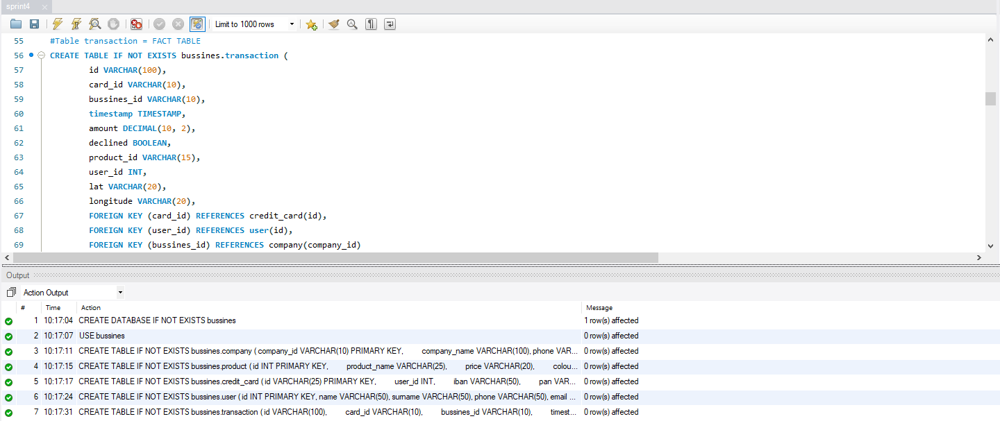 sprint4
Limit to 1000 rows
55 #Table transaction = FACT TABLE
56 CREATE TABLE IF NOT EXISTS bussines.transaction (
57 id VARCHAR(100),
58 card_id VARCHAR(10),
59 bussines_id VARCHAR(10),
60 timestamp TIMESTAMP,
61 amount DECIMAL(10, 2),
62 declined BOOLEAN,
63 product_id VARCHAR(15),
64 user_id INT,
65 lat VARCHAR(20),
66 longitude VARCHAR(20),
67 FOREIGN KEY (card_id) REFERENCES credit_card(id),
68 FOREIGN KEY (user_id) REFERENCES user(id),
69 FOREIGN KEY (bussines_id) REFERENCES company(company_id)
Output
Action Output
# Time Action Message
1 10:17:04 CREATE DATABASE IF NOT EXISTS bussines 1 row(s) affected
2 10:17:07 USE bussines 0 row(s) affected
3 10:17:11 CREATE TABLE IF NOT EXISTS bussines.company ( company_id VARCHAR(10) PRIMARY KEY, company_name VARCHAR(100), phone VAR... 0 row(s) affected
4 10:17:15 CREATE TABLE IF NOT EXISTS bussines.product ( id INT PRIMARY KEY, product_name VARCHAR(25), price VARCHAR(20), colou... 0 row(s) affected
5 10:17:17 CREATE TABLE IF NOT EXISTS bussines.credit_card ( id VARCHAR(25) PRIMARY KEY, user_id INT, iban VARCHAR(50), pan VAR... 0 row(s) affected
6 10:17:24 CREATE TABLE IF NOT EXISTS bussines.user ( id INT PRIMARY KEY, name VARCHAR(50), surname VARCHAR(50), phone VARCHAR(50), email ... 0 row(s) affected
7 10:17:31 CREATE TABLE IF NOT EXISTS bussines.transaction ( id VARCHAR(100), card_id VARCHAR(10), bussines_id VARCHAR(10), timest... 0 row(s) affected